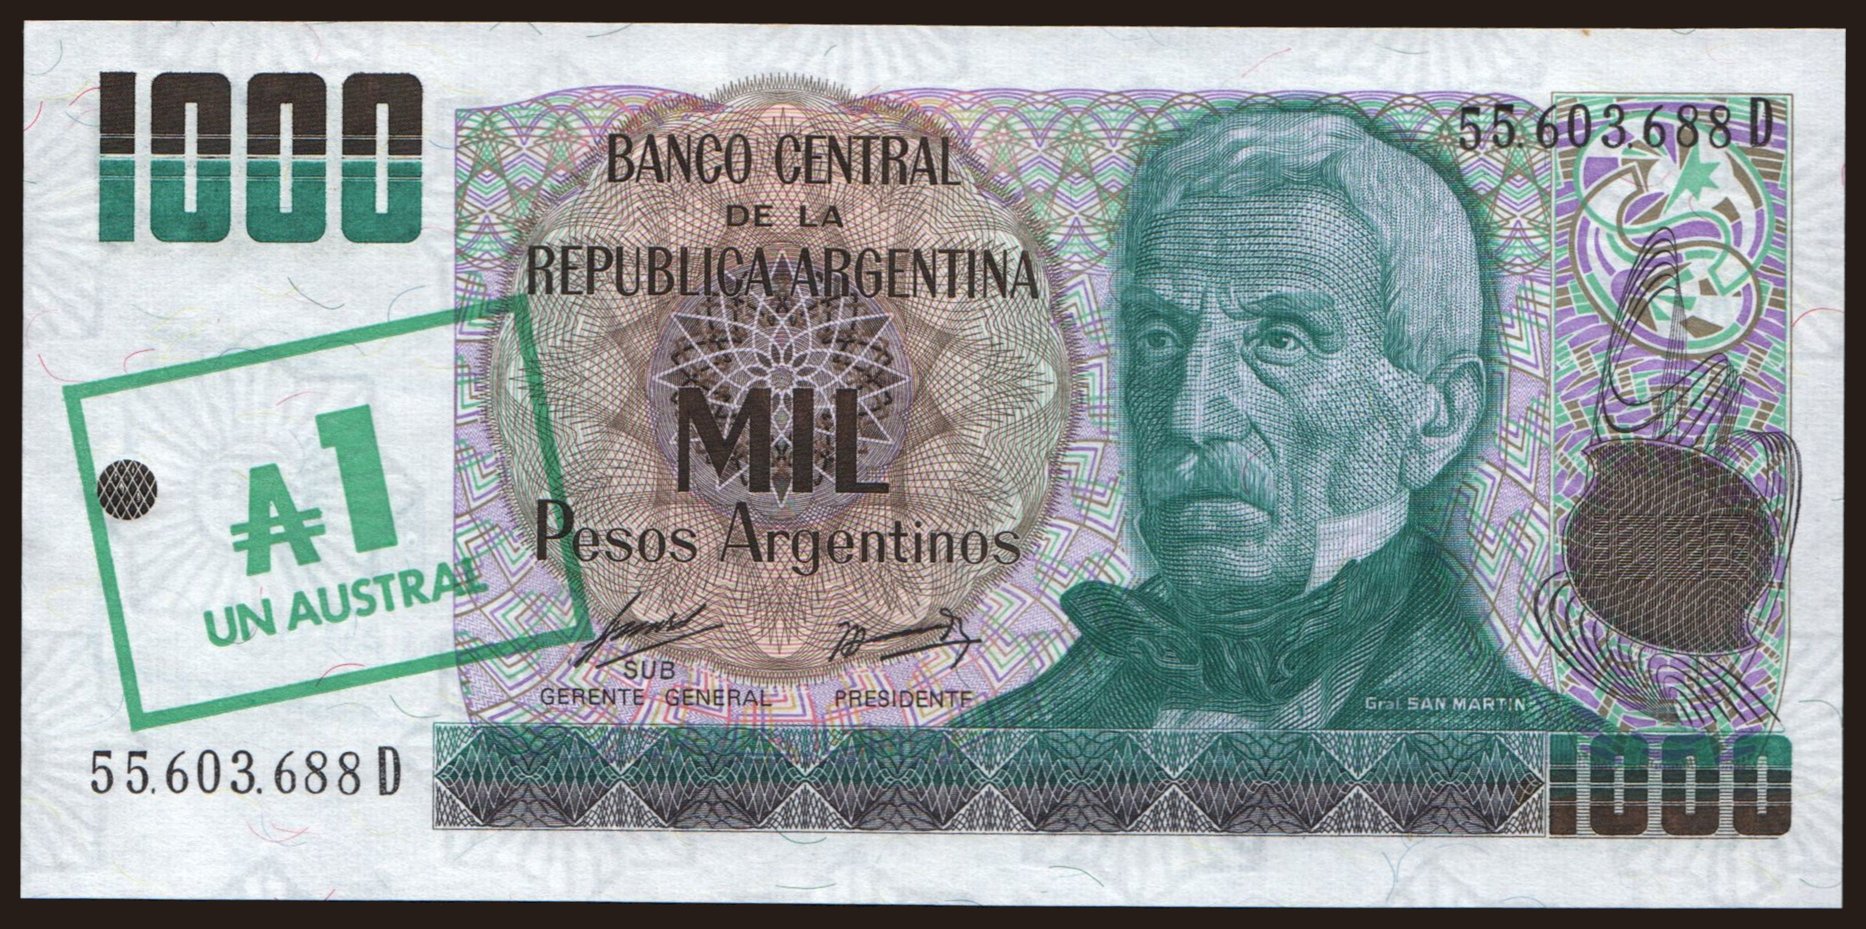 1000
55.603.688 D
BANCO CENTRAL
DE LA
REPUBLICA ARGENTINA
MIL
Pesos Argentinos
₳1
UN AUSTRAL
SUB
GERENTE GENERAL PRESIDENTE
Gral. SAN MARTIN
55.603.688 D
1000